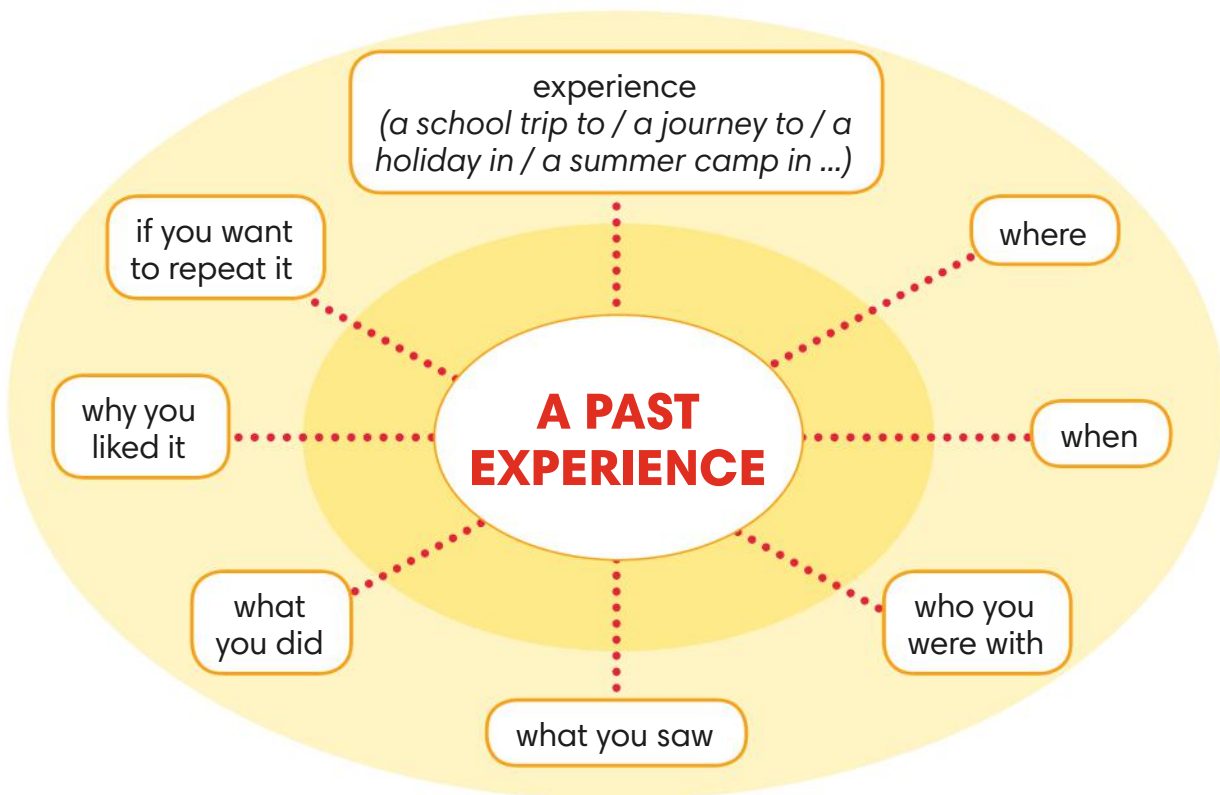 experience
(a school trip to / a journey to / a
holiday in / a summer camp in ...)
if you want
to repeat it
where
A PAST
EXPERIENCE
why you
liked it
when
what
you did
who you
were with
what you saw